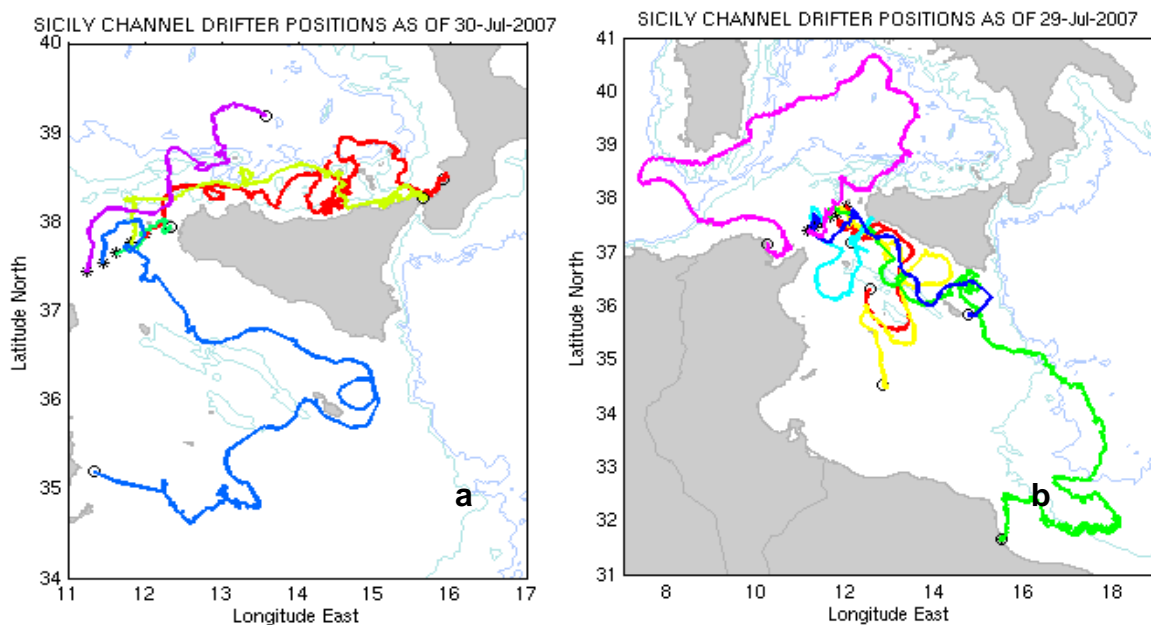 SICILY CHANNEL DRIFTER POSITIONS AS OF 30-Jul-2007
40
39
38
37
36
35
34
Latitude North
11 12 13 14 15 16 17
Longitude East
a
SICILY CHANNEL DRIFTER POSITIONS AS OF 29-Jul-2007
41
40
39
38
37
36
35
34
33
32
31
Latitude North
8 10 12 14 16 18
Longitude East
b